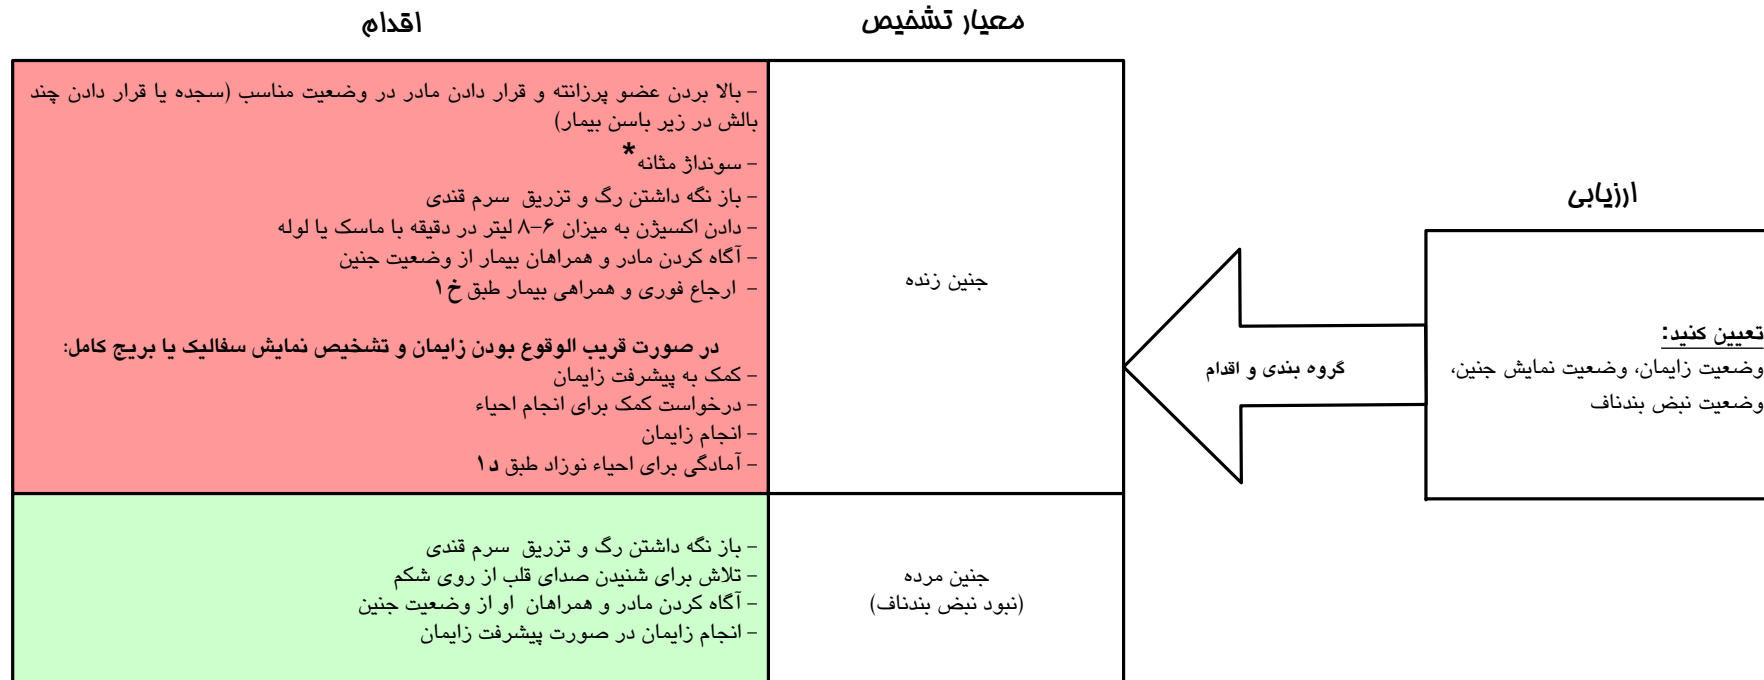 ارزیابی
تعیین کنید:
وضعیت زایمان، وضعیت نمایش جنین،
وضعیت نبض بندناف
گروه بندی و اقدام
معیار تشخیص
اقدام
جنین زنده
- بالا بردن عضو پرزانته و قرار دادن مادر در وضعیت مناسب (سجده یا قرار دادن چند
بالش در زیر باسن بیمار)
- سونداژ مثانه*
- باز نگه داشتن رگ و تزریق سرم قندی
- دادن اکسیژن به میزان ۶-۸ لیتر در دقیقه با ماسک یا لوله
- آگاه کردن مادر و همراهان بیمار از وضعیت جنین
- ارجاع فوری و همراهی بیمار طبق خ۱
در صورت قریب الوقوع بودن زایمان و تشخیص نمایش سفالیک یا بریچ کامل:
- کمک به پیشرفت زایمان
- درخواست کمک برای انجام احیاء
- انجام زایمان
- آمادگی برای احیاء نوزاد طبق د۱
جنین مرده
(نبود نبض بندناف)
- باز نگه داشتن رگ و تزریق سرم قندی
- تلاش برای شنیدن صدای قلب از روی شکم
- آگاه کردن مادر و همراهان او از وضعیت جنین
- انجام زایمان در صورت پیشرفت زایمان